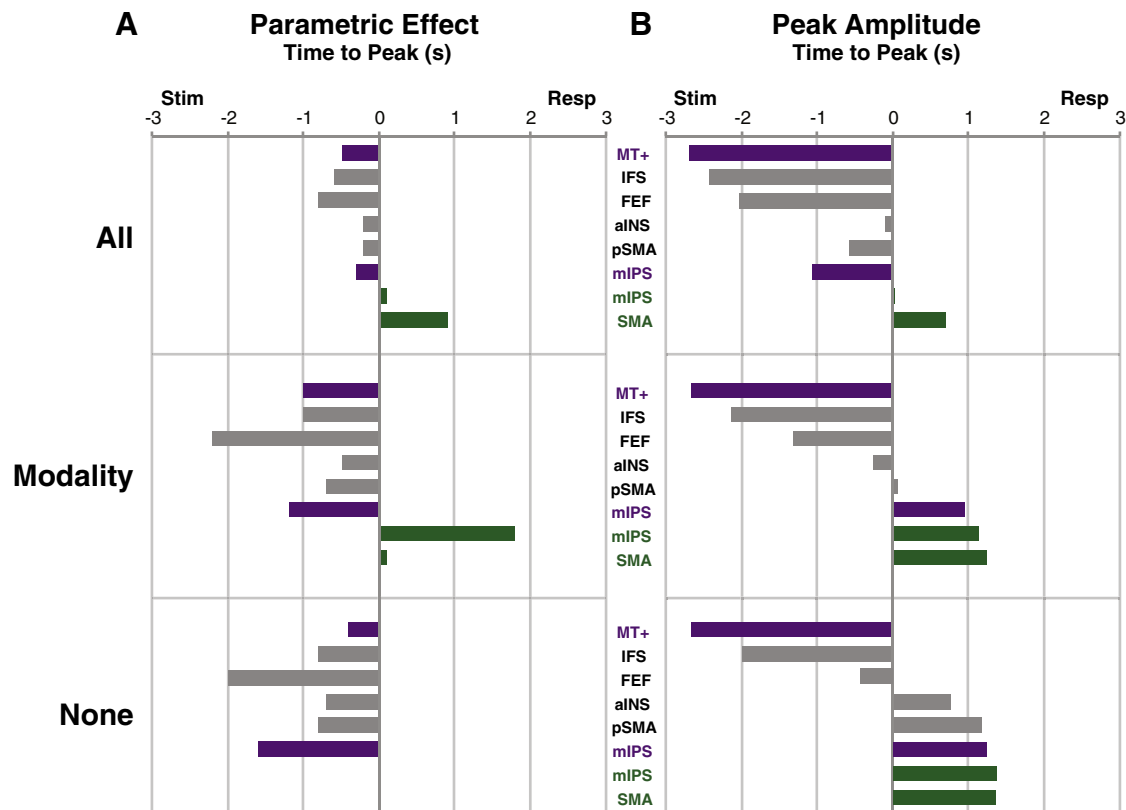 A Parametric Effect B Peak Amplitude
Time to Peak (s) Time to Peak (s)
Stim Resp Stim Resp
-3 -2 -1 0 1 2 3 -3 -2 -1 0 1 2 3
MT+
IFS
FEF
aINS
All
pSMA
mIPS
mIPS
SMA
MT+
IFS
FEF
aINS
Modality
pSMA
mIPS
mIPS
SMA
MT+
IFS
FEF
aINS
None
pSMA
mIPS
mIPS
SMA